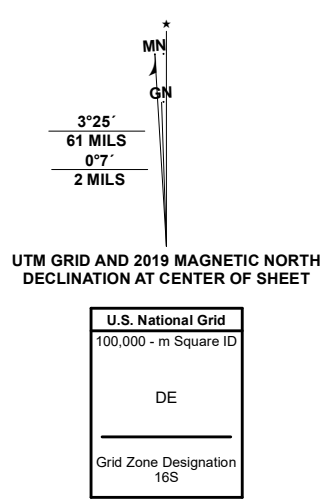 MN
GN
3°25´
61 MILS
0°7´
2 MILS
UTM GRID AND 2019 MAGNETIC NORTH
DECLINATION AT CENTER OF SHEET
U.S. National Grid
100,000 - m Square ID
DE
Grid Zone Designation
16S